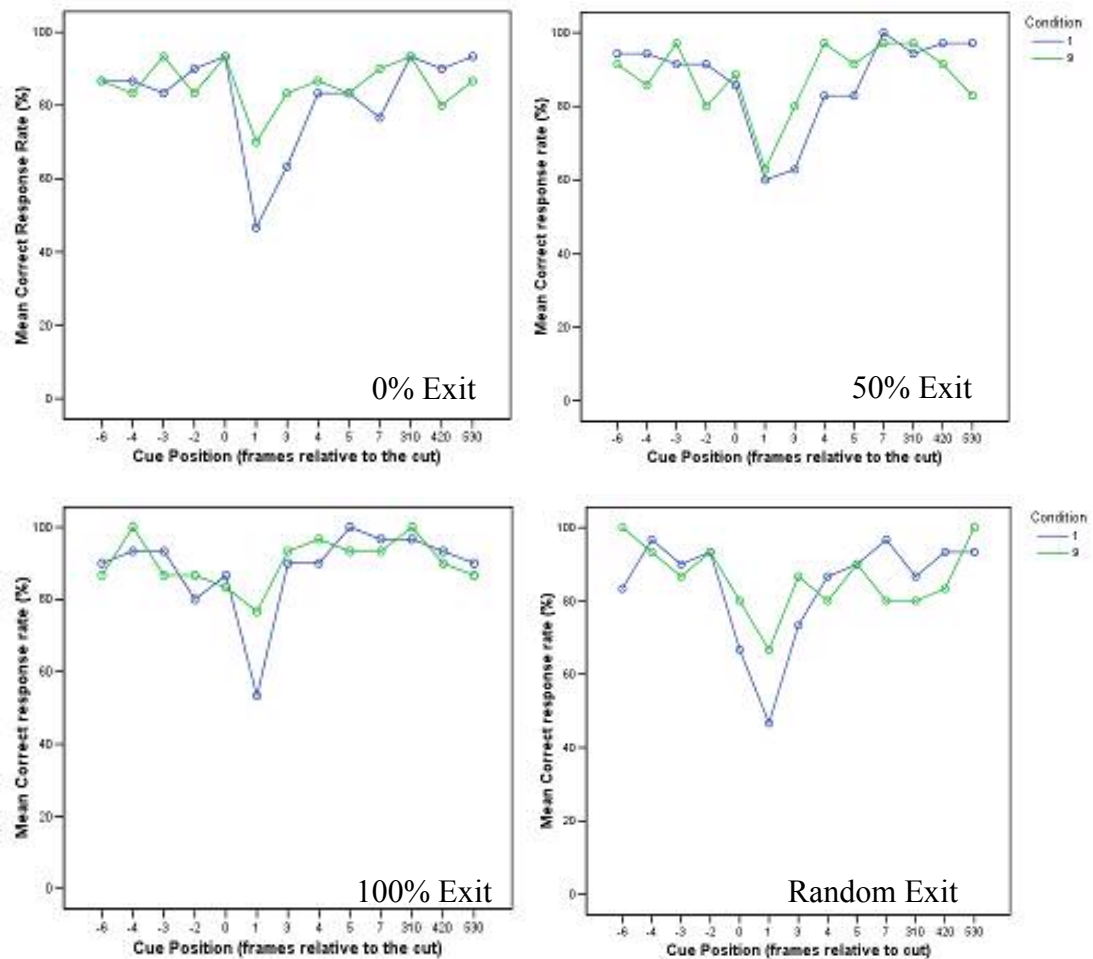 Mean Correct Response Rate (%)
100
80
60
40
20
0
0% Exit
-6 -4 -3 -2 0 1 3 4 5 7 310 420 530
Cue Position (frames relative to the cut)
Mean Correct response rate (%)
100
80
60
40
20
0
50% Exit
-6 -4 -3 -2 0 1 3 4 5 7 310 420 530
Cue Position (frames relative to the cut)
Condition
1
9
Mean Correct response rate (%)
100
80
60
40
20
0
100% Exit
-6 -4 -3 -2 0 1 3 4 5 7 310 420 530
Cue Position (frames relative to the cut)
Mean Correct response rate (%)
100
80
60
40
20
0
Random Exit
-6 -4 -3 -2 0 1 3 4 5 7 310 420 530
Cue Position (frames relative to cut)
Condition
1
9